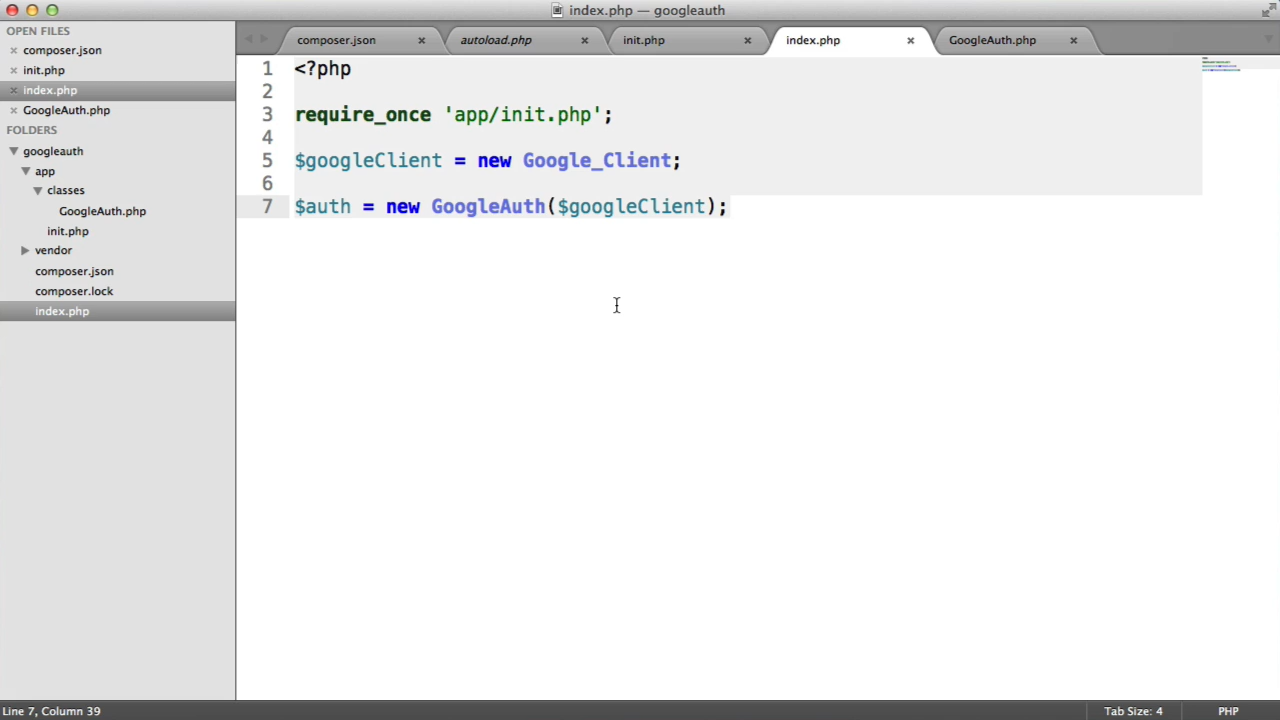 index.php — googleauth
OPEN FILES
composer.json
init.php
index.php
GoogleAuth.php
FOLDERS
googleauth
app
classes
GoogleAuth.php
init.php
vendor
composer.json
composer.lock
index.php
composer.json
autoload.php
init.php
index.php
GoogleAuth.php
1 <?php
2
3 require_once 'app/init.php';
4
5 $googleClient = new Google_Client;
6
7 $auth = new GoogleAuth($googleClient);
Line 7, Column 39
Tab Size: 4
PHP